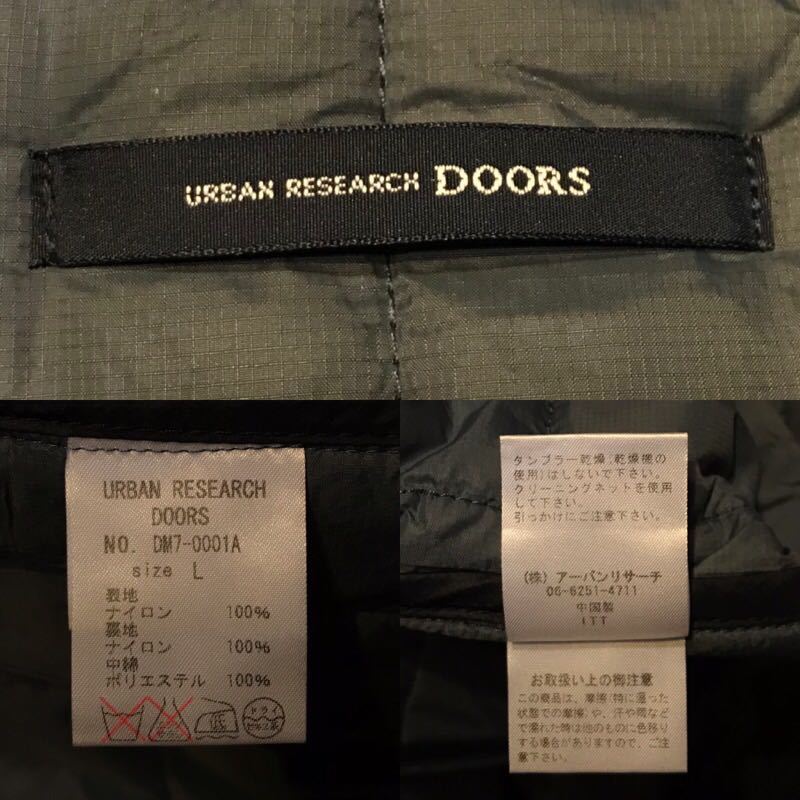 URBAN RESEARCH DOORS
URBAN RESEARCH
DOORS
NO. DM7-0001A
size L
表地
ナイロン 100%
裏地
ナイロン 100%
中綿
ポリエステル 100%
ドライ
セキユ系
タンブラー乾燥(乾燥機の
使用)はしないで下さい。
クリーニングネットを使用
して下さい。
引っかけにご注意下さい。
(株) アーバンリサーチ
06-6251-4711
中国製
ITT
お取扱い上の御注意
この商品は、摩擦(特に湿った
状態での摩擦)や、汗や雨など
で濡れた時は他のものに色移り
する場合がありますので、ご注
意下さい。